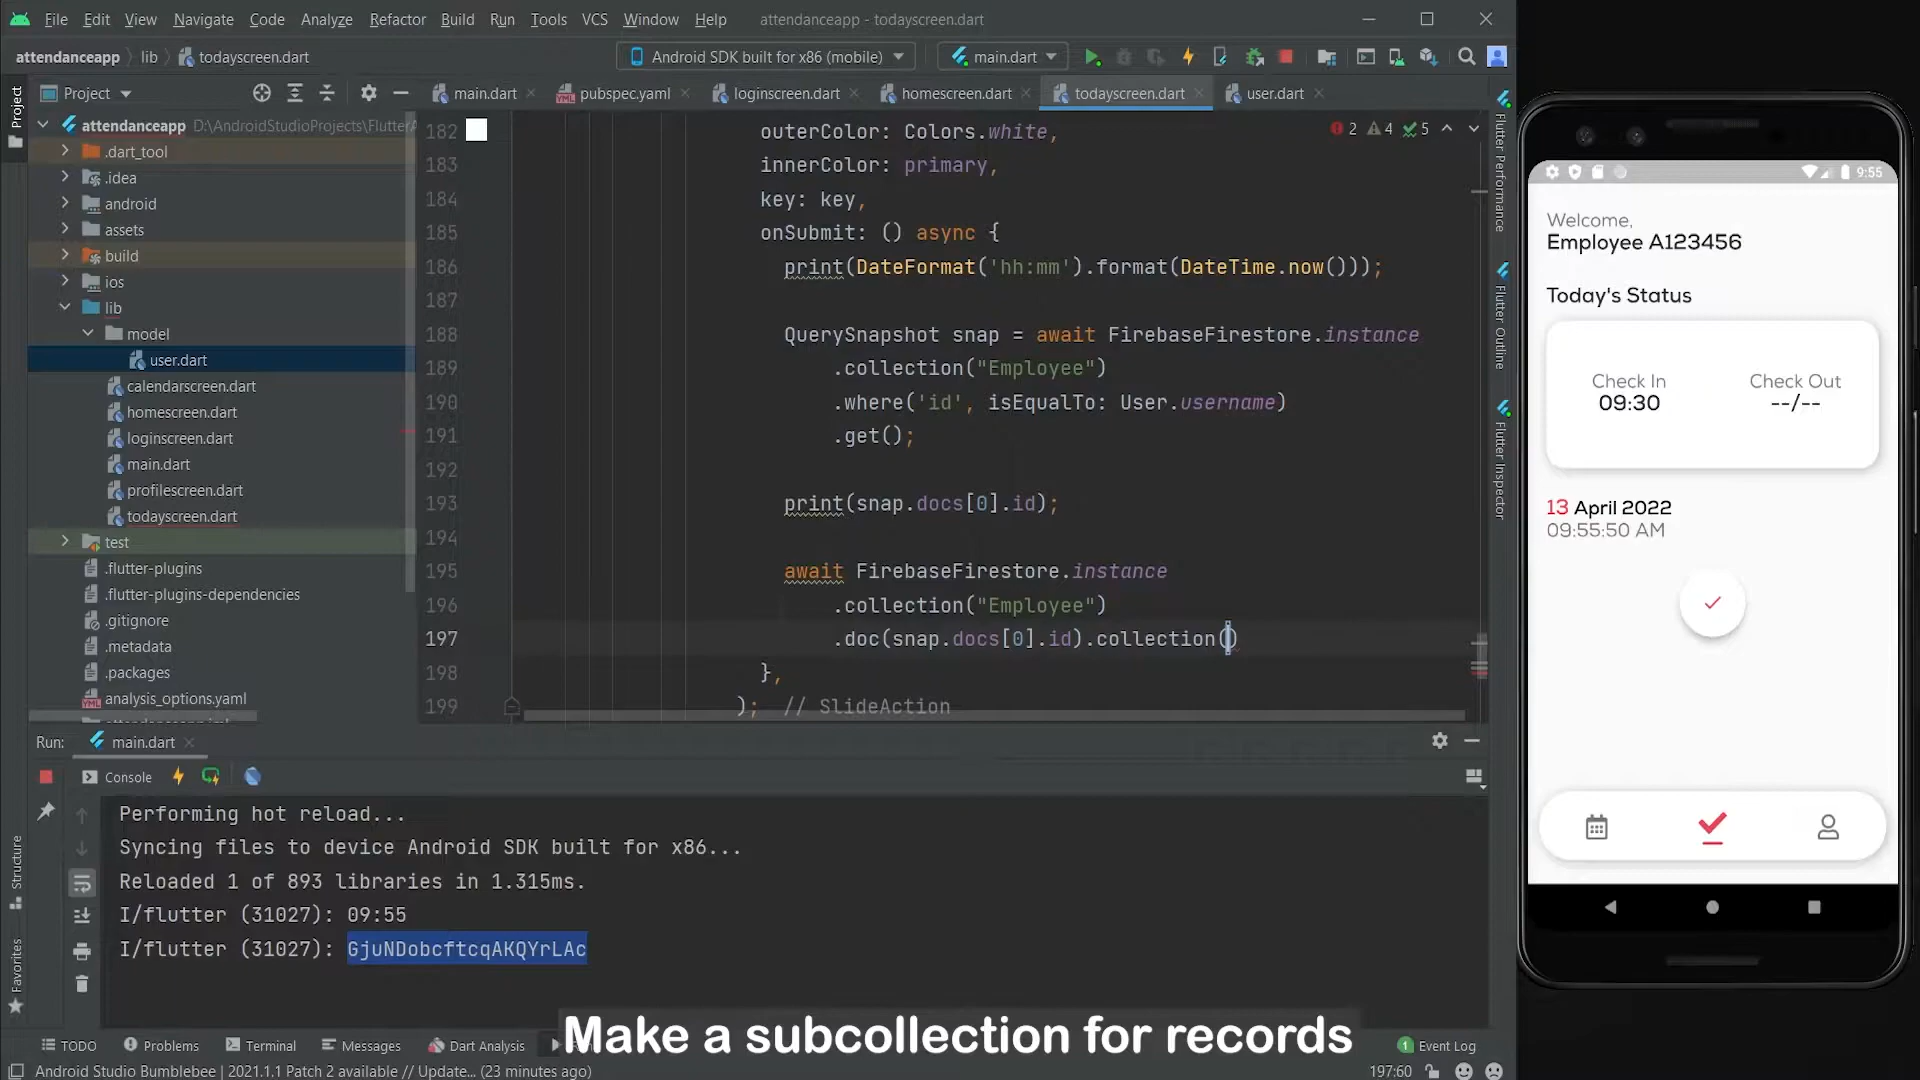 File Edit View Navigate Code Analyze Refactor Build Run Tools VCS Window Help attendanceapp - todayscreen.dart
attendanceapp lib todayscreen.dart Android SDK built for x86 (mobile) main.dart
Project
Project
main.dart pubspec.yaml loginscreen.dart homescreen.dart todayscreen.dart user.dart
attendanceapp D:\AndroidStudioProjects\FlutterA
.dart_tool
.idea
android
assets
build
ios
lib
model
user.dart
calendarscreen.dart
homescreen.dart
loginscreen.dart
main.dart
profilescreen.dart
todayscreen.dart
test
.flutter-plugins
.flutter-plugins-dependencies
.gitignore
.metadata
.packages
analysis_options.yaml
2 4 5
182 outerColor: Colors.white,
183 innerColor: primary,
184 key: key,
185 onSubmit: () async {
186 print(DateFormat('hh:mm').format(DateTime.now()));
187
188 QuerySnapshot snap = await FirebaseFirestore.instance
189 .collection("Employee")
190 .where('id', isEqualTo: User.username)
191 .get();
192
193 print(snap.docs[0].id);
194
195 await FirebaseFirestore.instance
196 .collection("Employee")
197 .doc(snap.docs[0].id).collection()
198 },
199 ); // SlideAction
Flutter Performance
Flutter Outline
Flutter Inspector
Run: main.dart
Console
Performing hot reload...
Syncing files to device Android SDK built for x86...
Reloaded 1 of 893 libraries in 1.315ms.
I/flutter (31027): 09:55
I/flutter (31027): GjuNDobcftcqAKQYrLAc
Structure
Favorites
Make a subcollection for records
TODO Problems Terminal Messages Dart Analysis 1 Event Log
Android Studio Bumblebee | 2021.1.1 Patch 2 available // Update... (23 minutes ago) 197:60
9:55
Welcome,
Employee A123456
Today's Status
Check In Check Out
09:30 --/--
13 April 2022
09:55:50 AM